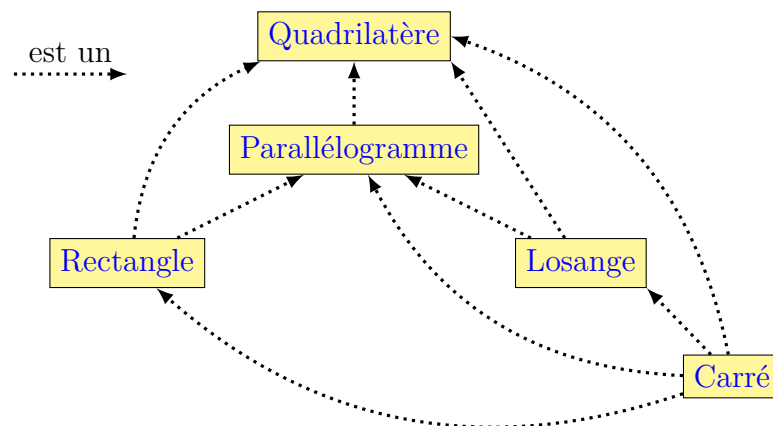 Quadrilatère
est un
Parallélogramme
Rectangle
Losange
Carré